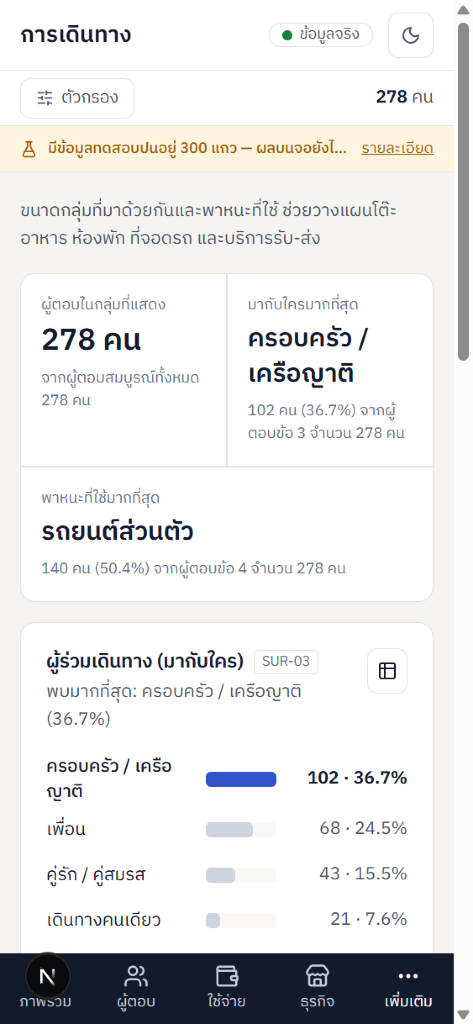 การเดินทาง
ข้อมูลจริง
ตัวกรอง
278 คน
มีข้อมูลทดสอบปนอยู่ 300 แถว — ผลบนจอยังไ...
รายละเอียด
ขนาดกลุ่มที่มาด้วยกันและพาหนะที่ใช้ ช่วยวางแผนโต๊ะ
อาหาร ห้องพัก ที่จอดรถ และบริการรับ-ส่ง
ผู้ตอบในกลุ่มที่แสดง
278 คน
จากผู้ตอบสมบูรณ์ทั้งหมด
278 คน
มากับใครมากที่สุด
ครอบครัว /
เครือญาติ
102 คน (36.7%) จากผู้
ตอบข้อ 3 จำนวน 278 คน
พาหนะที่ใช้มากที่สุด
รถยนต์ส่วนตัว
140 คน (50.4%) จากผู้ตอบข้อ 4 จำนวน 278 คน
ผู้ร่วมเดินทาง (มากับใคร)
SUR-03
พบมากที่สุด: ครอบครัว / เครือญาติ
(36.7%)
ครอบครัว / เครือ
ญาติ
102 · 36.7%
เพื่อน
68 · 24.5%
คู่รัก / คู่สมรส
43 · 15.5%
เดินทางคนเดียว
21 · 7.6%
N
ภาพรวม
ผู้ตอบ
ใช้จ่าย
ธุรกิจ
เพิ่มเติม